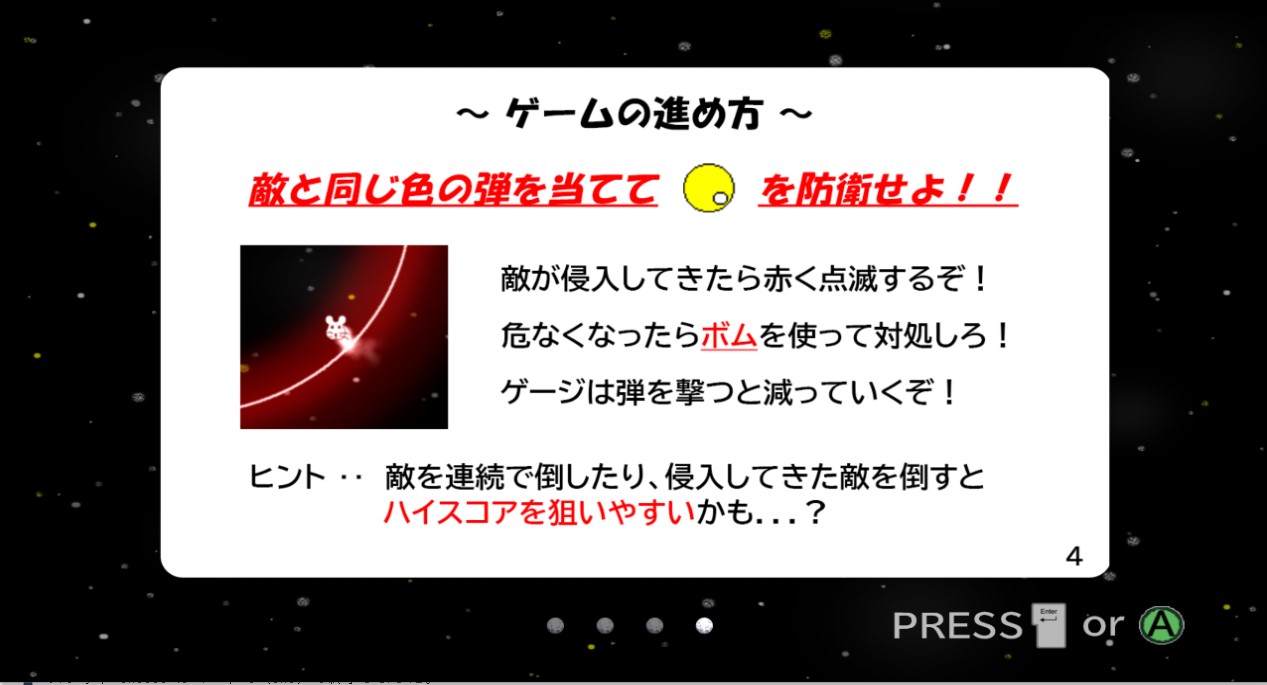 ～ ゲームの進め方 ～
敵と同じ色の弾を当てて を防衛せよ！！
敵が侵入してきたら赤く点滅するぞ！
危なくなったらボムを使って対処しろ！
ゲージは弾を撃つと減っていくぞ！
ヒント ‥ 敵を連続で倒したり、侵入してきた敵を倒すと
ハイスコアを狙いやすいかも...？
4
PRESS Enter or A